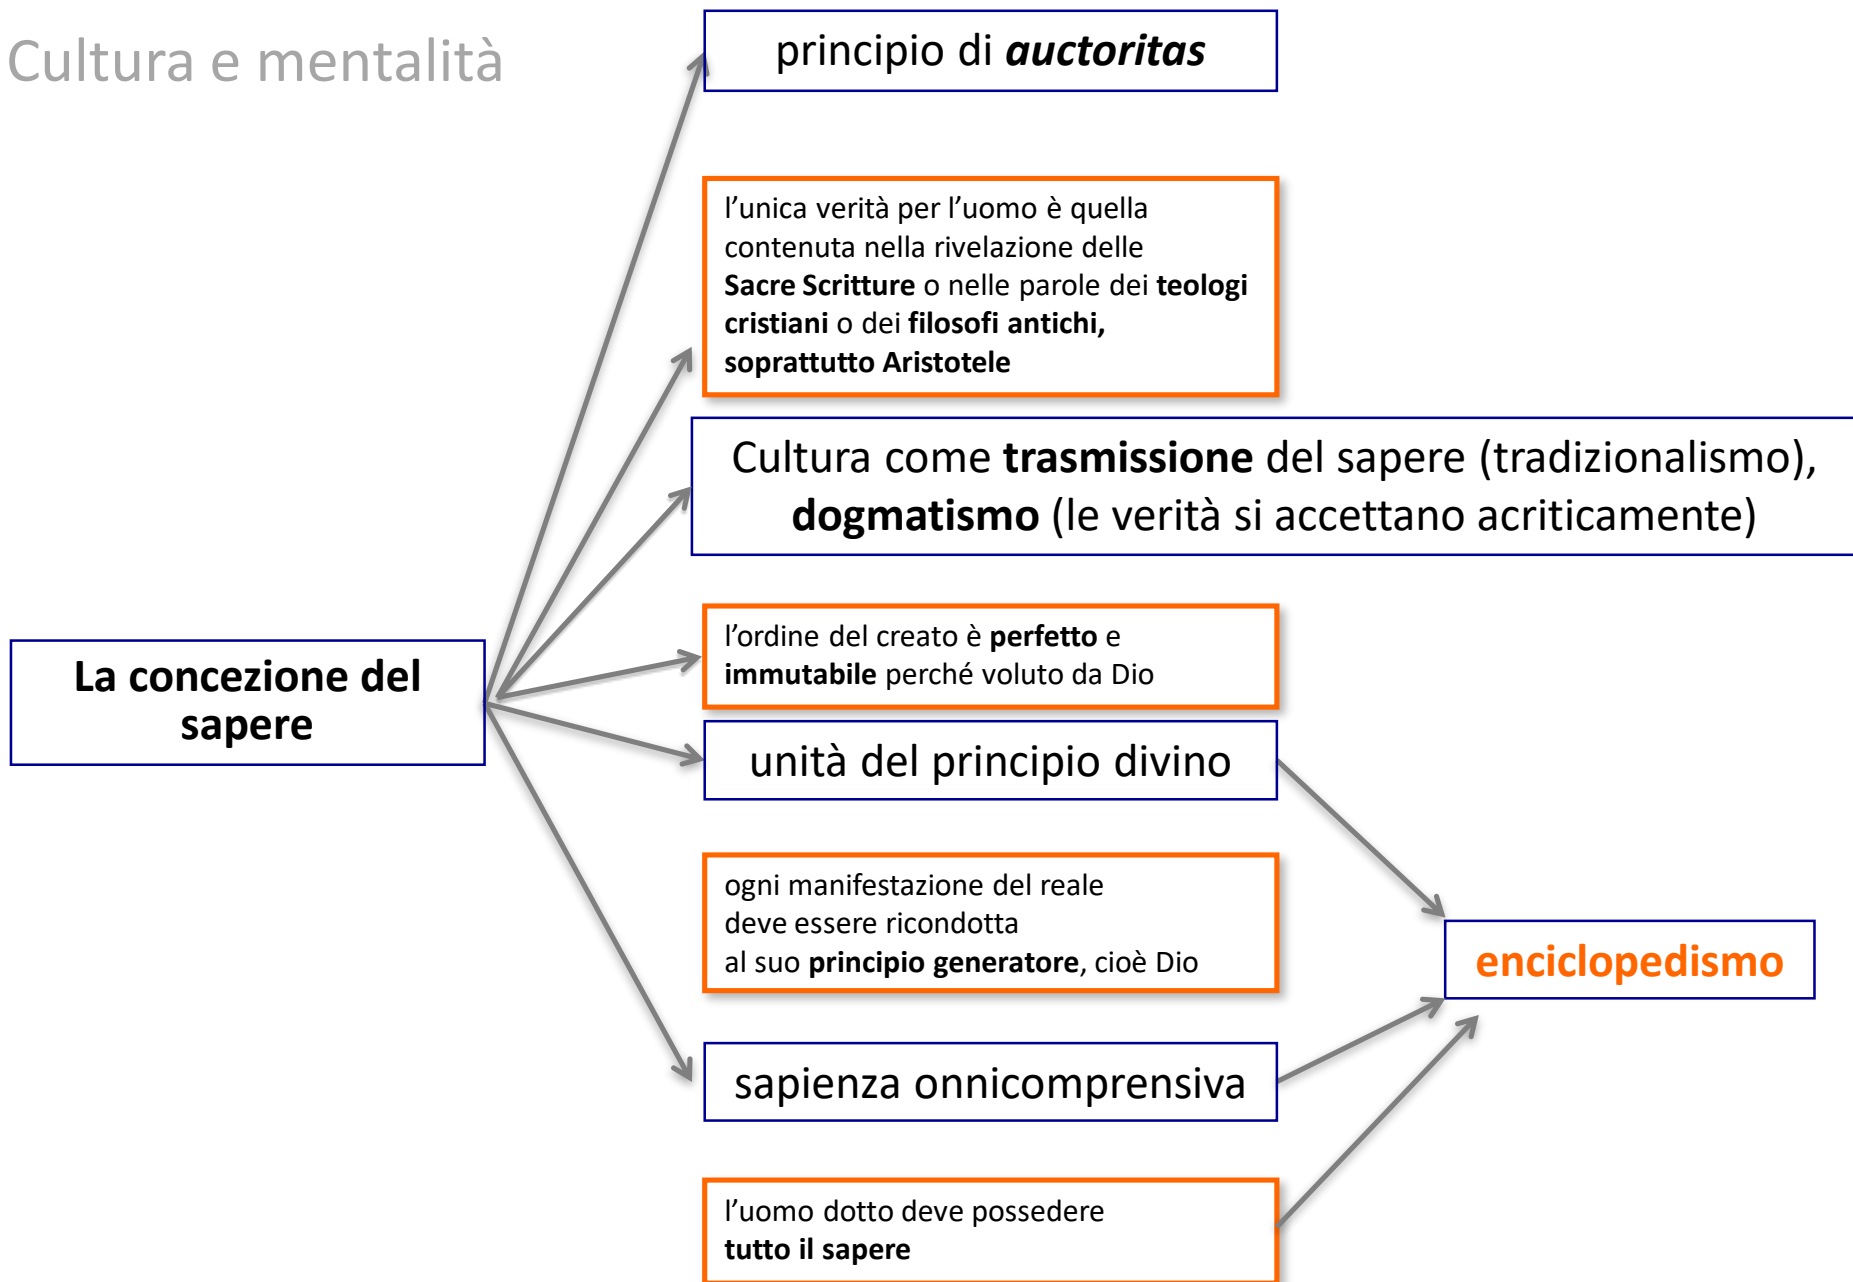 Cultura e mentalità
principio di auctoritas
l’unica verità per l’uomo è quella
contenuta nella rivelazione delle
Sacre Scritture o nelle parole dei teologi
cristiani o dei filosofi antichi,
soprattutto Aristotele
Cultura come trasmissione del sapere (tradizionalismo),
dogmatismo (le verità si accettano acriticamente)
l’ordine del creato è perfetto e
immutabile perché voluto da Dio
La concezione del
sapere
unità del principio divino
ogni manifestazione del reale
deve essere ricondotta
al suo principio generatore, cioè Dio
enciclopedismo
sapienza onnicomprensiva
l’uomo dotto deve possedere
tutto il sapere